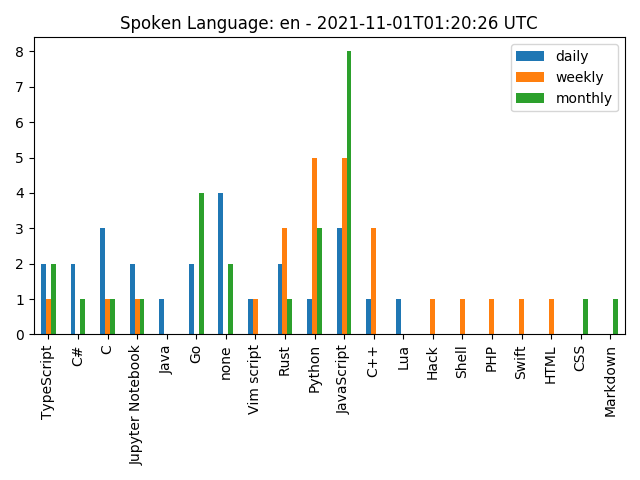 Spoken Language: en - 2021-11-01T01:20:26 UTC
daily
weekly
monthly
8
7
6
5
4
3
2
1
0
TypeScript
C#
C
Jupyter Notebook
Java
Go
none
Vim script
Rust
Python
JavaScript
C++
Lua
Hack
Shell
PHP
Swift
HTML
CSS
Markdown